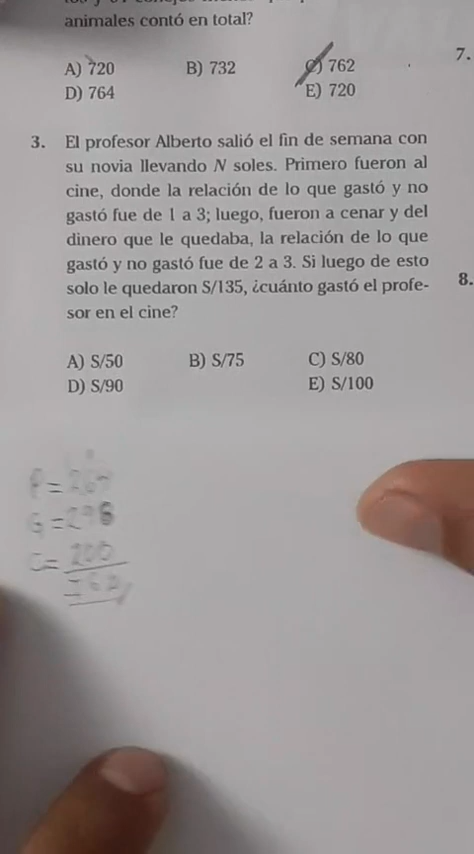 animales contó en total?
A) 720 B) 732 C) 762
D) 764 E) 720
7.
3. El profesor Alberto salió el fin de semana con
su novia llevando N soles. Primero fueron al
cine, donde la relación de lo que gastó y no
gastó fue de 1 a 3; luego, fueron a cenar y del
dinero que le quedaba, la relación de lo que
gastó y no gastó fue de 2 a 3. Si luego de esto
solo le quedaron S/135, ¿cuánto gastó el profe-
sor en el cine?
8.
A) S/50 B) S/75 C) S/80
D) S/90 E) S/100
P=264
G=298
C=200
762